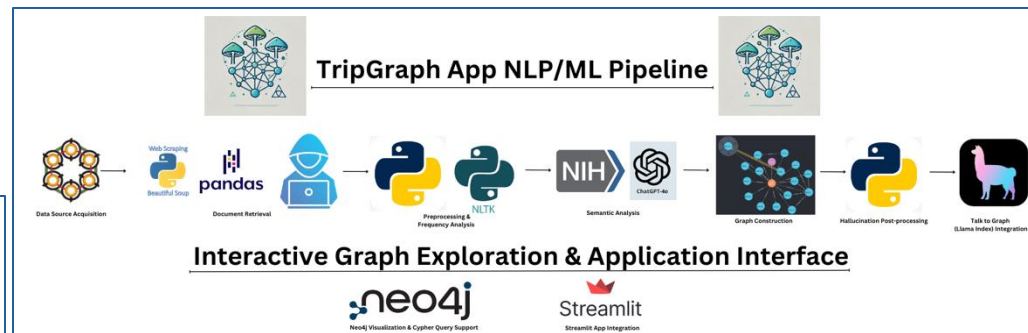 TripGraph App NLP/ML Pipeline
Web Scraping
Beautiful Soup
pandas
NLTK
NIH
ChatGPT-4o
Data Source Acquisition
Document Retrieval
Preprocessing &
Frequency Analysis
Semantic Analysis
Graph Construction
Hallucination Post-processing
Talk to Graph
(Llama Index) Integration
Interactive Graph Exploration & Application Interface
neo4j
Neo4j Visualization & Cypher Query Support
Streamlit
Streamlit App Integration